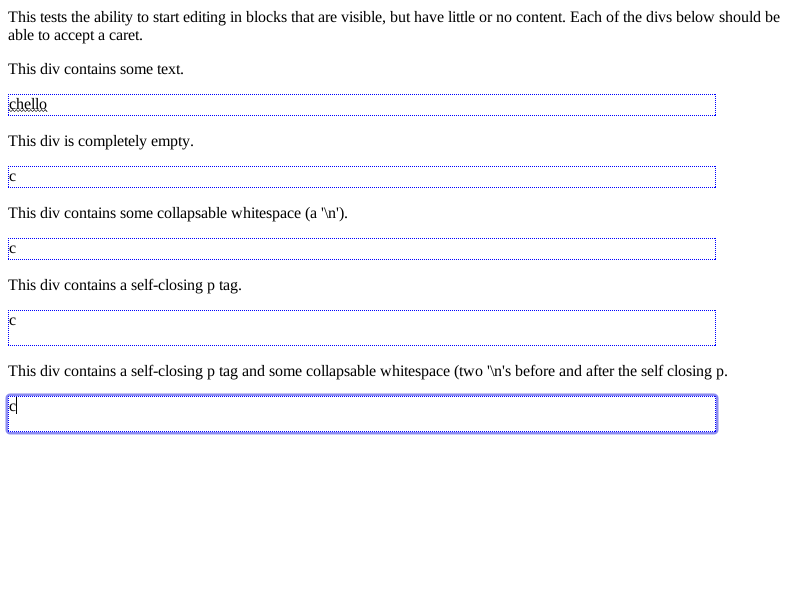 This tests the ability to start editing in blocks that are visible, but have little or no content. Each of the divs below should be
able to accept a caret.
This div contains some text.
chello
This div is completely empty.
c
This div contains some collapsable whitespace (a '\n').
c
This div contains a self-closing p tag.
c
This div contains a self-closing p tag and some collapsable whitespace (two '\n's before and after the self closing p.
c